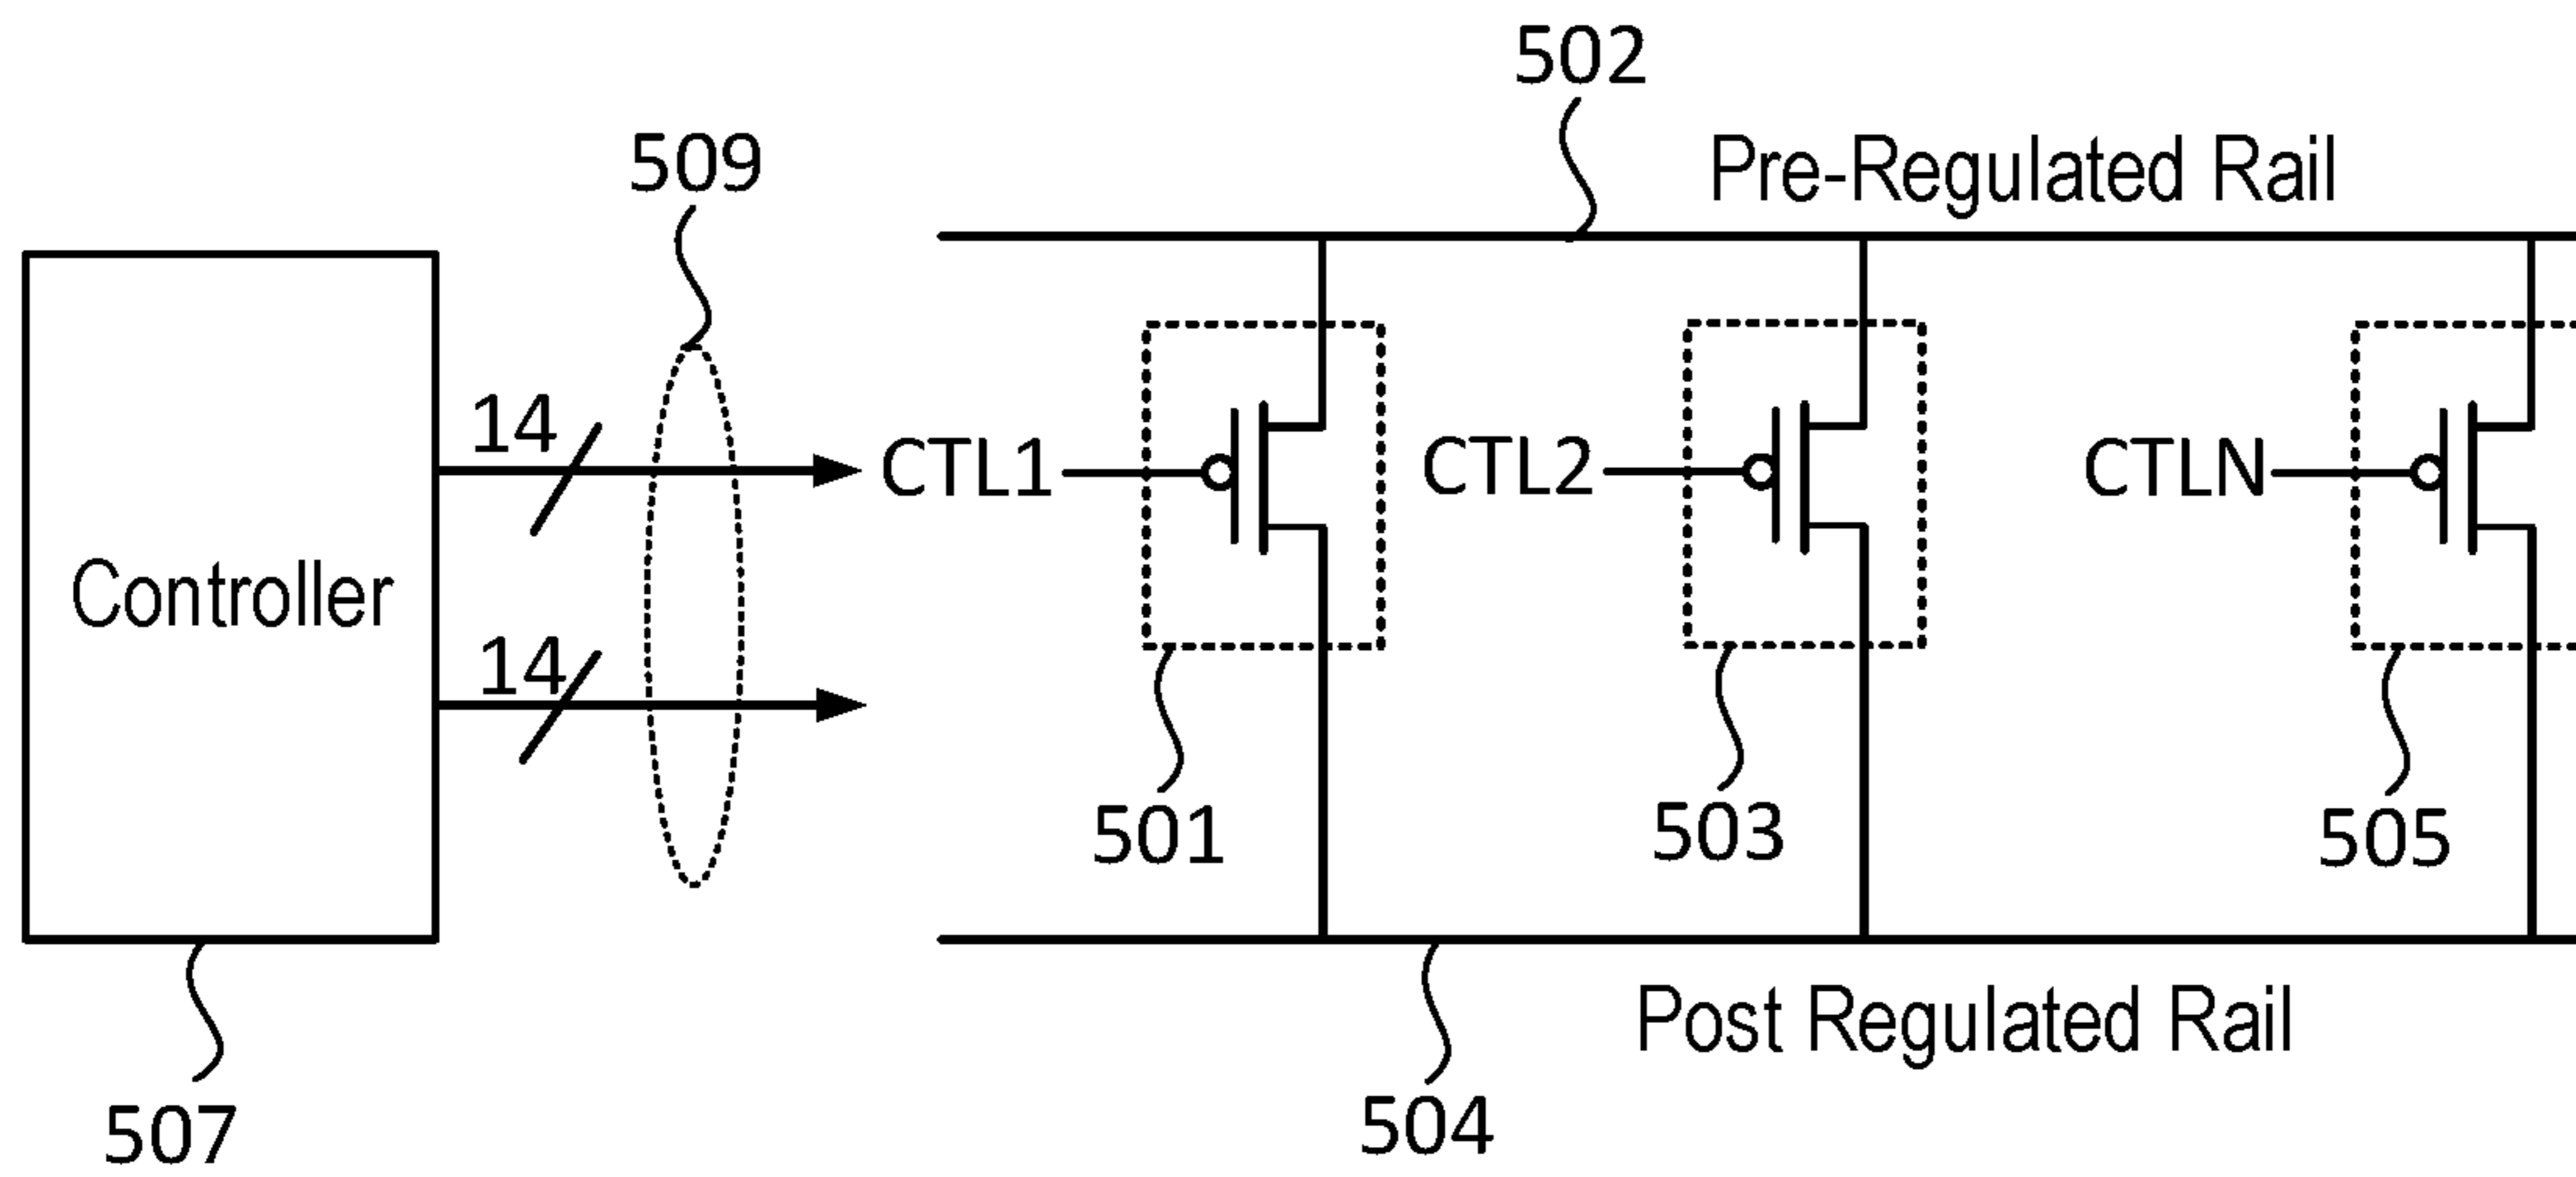 502
509
Pre-Regulated Rail
14
CTL1
CTL2
CTLN
Controller
14
501
503
505
Post Regulated Rail
504
507